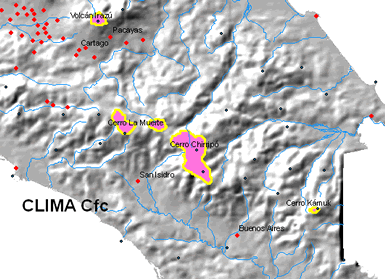 Volcán Irazú
Pacayas
Cartago
Cerro La Muerte
Cerro Chirripó
San Isidro
Cerro Kámuk
CLIMA Cfc
Buenos Aires